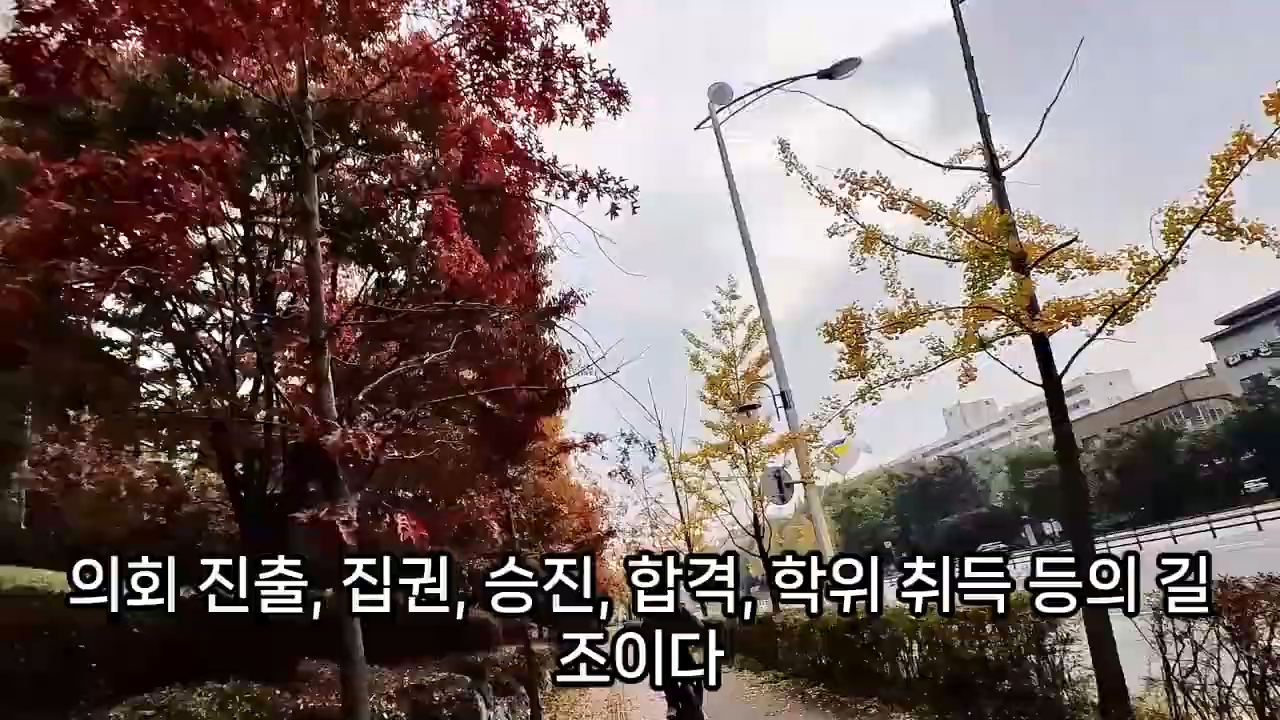 의회 진출, 집권, 승진, 합격, 학위 취득 등의 길
조이다